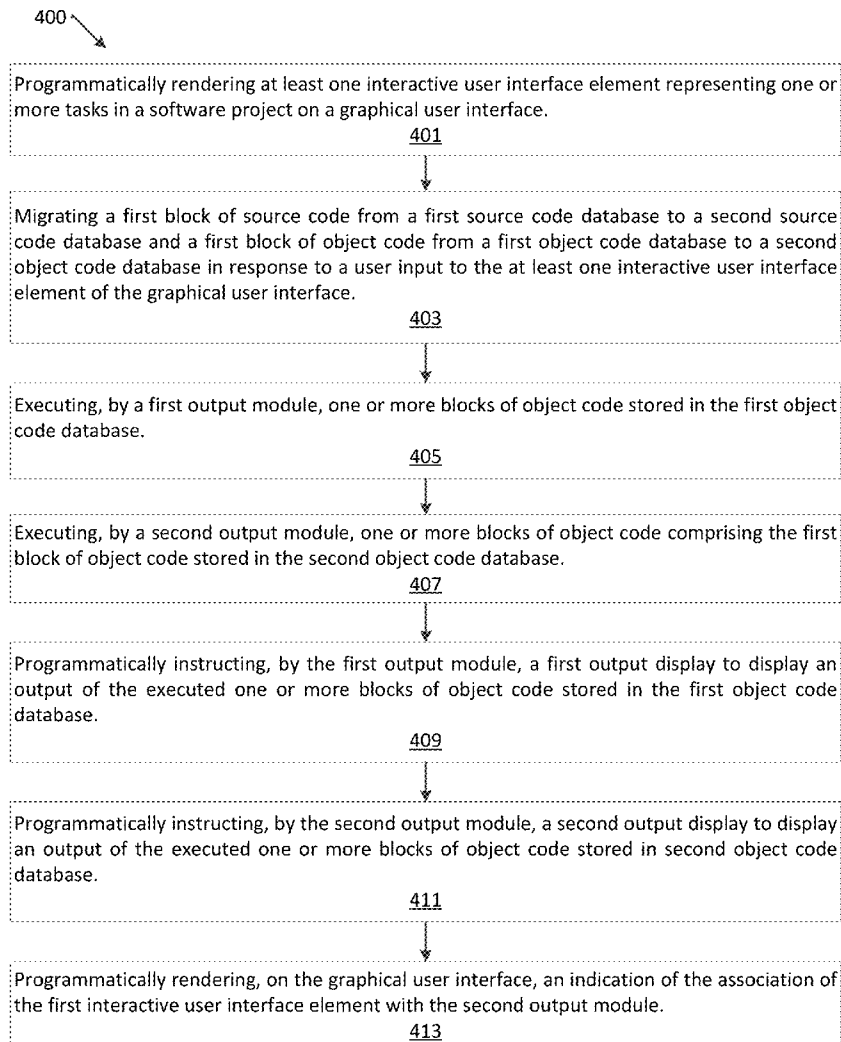 400
Programmatically rendering at least one interactive user interface element representing one or
more tasks in a software project on a graphical user interface.
401
Migrating a first block of source code from a first source code database to a second source
code database and a first block of object code from a first object code database to a second
object code database in response to a user input to the at least one interactive user interface
element of the graphical user interface.
403
Executing, by a first output module, one or more blocks of object code stored in the first object
code database.
405
Executing, by a second output module, one or more blocks of object code comprising the first
block of object code stored in the second object code database.
407
Programmatically instructing, by the first output module, a first output display to display an
output of the executed one or more blocks of object code stored in the first object code
database.
409
Programmatically instructing, by the second output module, a second output display to display
an output of the executed one or more blocks of object code stored in second object code
database.
411
Programmatically rendering, on the graphical user interface, an indication of the association of
the first interactive user interface element with the second output module.
413